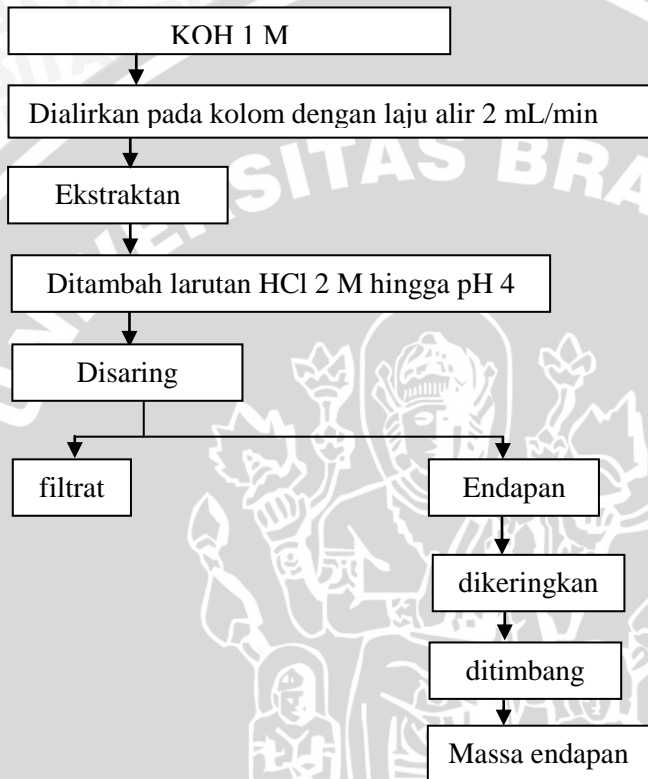 KOH 1 M
Dialirkan pada kolom dengan laju alir 2 mL/min
Ekstraktan
Ditambah larutan HCl 2 M hingga pH 4
Disaring
filtrat
Endapan
dikeringkan
ditimbang
Massa endapan